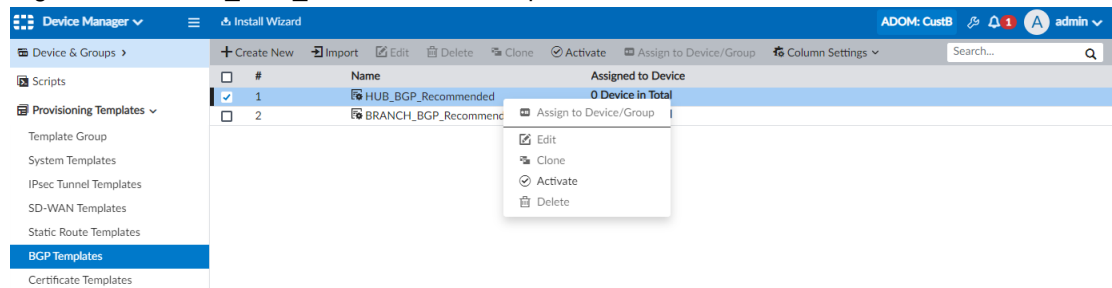 Device Manager
Install Wizard
ADOM: CustB
1
A
admin
Device & Groups
Create New Import Edit Delete Clone Activate Assign to Device/Group Column Settings
Search...
Scripts
# Name Assigned to Device
1 HUB_BGP_Recommended 0 Device in Total
Provisioning Templates
2 BRANCH_BGP_Recommend
Assign to Device/Group
Edit
Clone
Activate
Delete
Template Group
System Templates
IPsec Tunnel Templates
SD-WAN Templates
Static Route Templates
BGP Templates
Certificate Templates